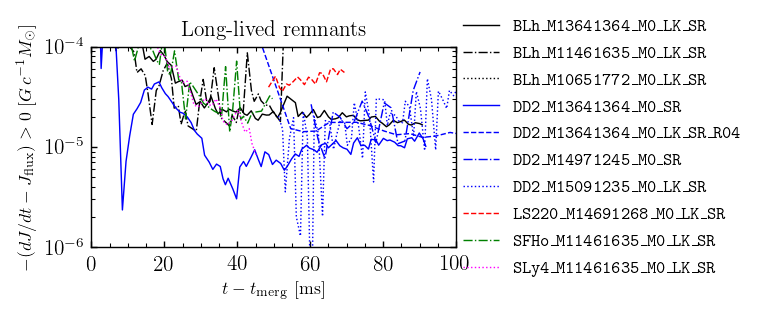 Long-lived remnants
−(dJ/dt − J_flux) > 0 [G c^−1 M_⊙]
10^−4
10^−5
10^−6
0 20 40 60 80 100
t − t_merg [ms]
BLh_M13641364_M0_LK_SR
BLh_M11461635_M0_LK_SR
BLh_M10651772_M0_LK_SR
DD2_M13641364_M0_SR
DD2_M13641364_M0_LK_SR_R04
DD2_M14971245_M0_SR
DD2_M15091235_M0_LK_SR
LS220_M14691268_M0_LK_SR
SFHo_M11461635_M0_LK_SR
SLy4_M11461635_M0_LK_SR